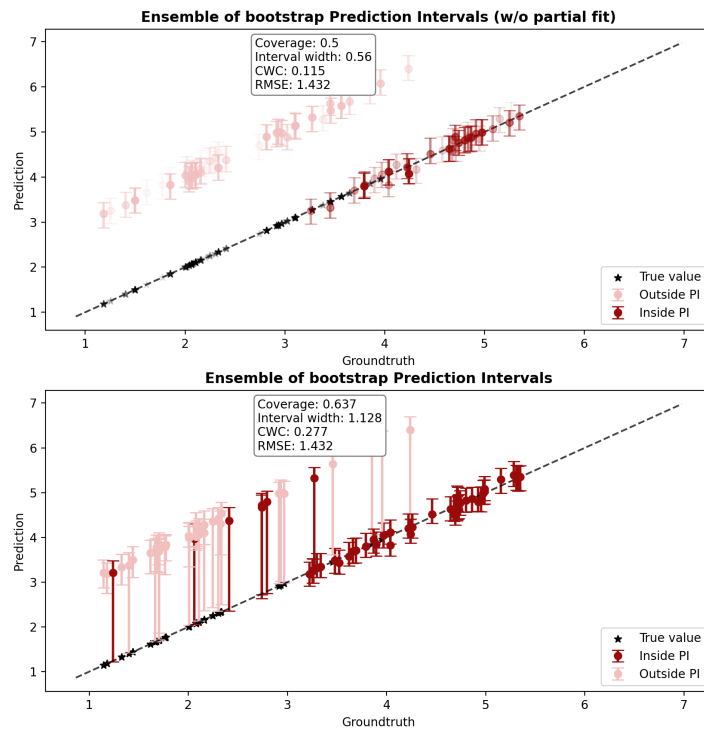 Ensemble of bootstrap Prediction Intervals (w/o partial fit)
7
6
5
4
3
2
1
Prediction
Coverage: 0.5
Interval width: 0.56
CWC: 0.115
RMSE: 1.432
True value
Outside PI
Inside PI
1 2 3 4 5 6 7
Groundtruth
Ensemble of bootstrap Prediction Intervals
7
6
5
4
3
2
1
Prediction
Coverage: 0.637
Interval width: 1.128
CWC: 0.277
RMSE: 1.432
True value
Inside PI
Outside PI
1 2 3 4 5 6 7
Groundtruth